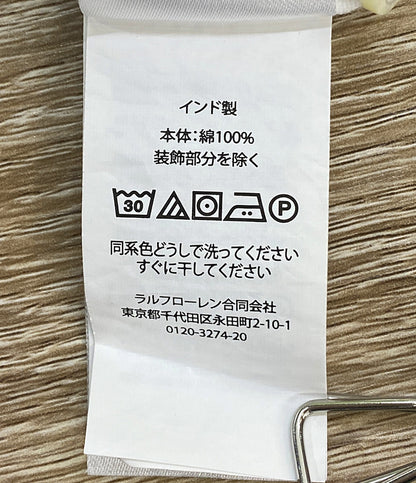 インド製
本体:綿100%
装飾部分を除く
30 P
同系色どうしで洗ってください
すぐに干してください
ラルフローレン合同会社
東京都千代田区永田町2-10-1
0120-3274-20